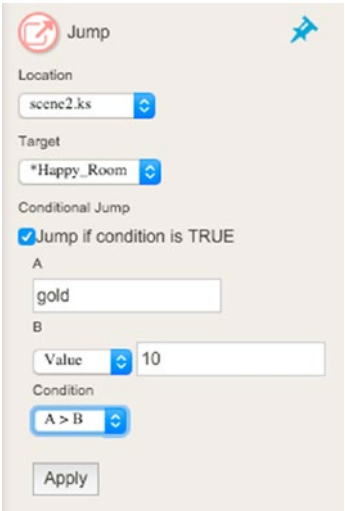 Jump
Location
scene2.ks
Target
*Happy_Room
Conditional Jump
Jump if condition is TRUE
A
gold
B
Value 10
Condition
A > B
Apply